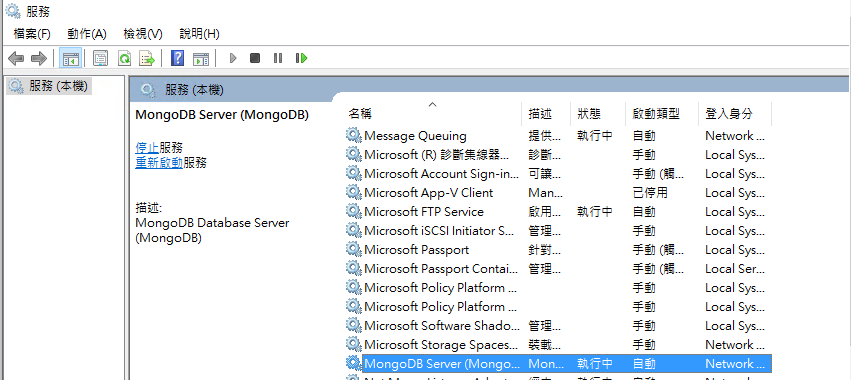 服務
檔案(F) 動作(A) 檢視(V) 說明(H)
服務 (本機)
服務 (本機)
MongoDB Server (MongoDB)
停止服務
重新啟動服務
描述:
MongoDB Database Server
(MongoDB)
名稱 描述 狀態 啟動類型 登入身分
Message Queuing 提供... 執行中 自動 Network ...
Microsoft (R) 診斷集線器... 診斷... 手動 Local Sys...
Microsoft Account Sign-in... 可讓... 手動 (觸... Local Sys...
Microsoft App-V Client Man... 已停用 Local Sys...
Microsoft FTP Service 啟用... 執行中 自動 Local Sys...
Microsoft iSCSI Initiator S... 管理... 手動 Local Sys...
Microsoft Passport 針對... 手動 (觸... Local Sys...
Microsoft Passport Contai... 管理... 手動 (觸... Local Ser...
Microsoft Policy Platform ... 手動 Local Sys...
Microsoft Policy Platform ... 手動 Local Sys...
Microsoft Software Shado... 管理... 手動 Local Sys...
Microsoft Storage Spaces... 裝載... 手動 Network ...
MongoDB Server (Mongo... Mon... 執行中 自動 Network ...